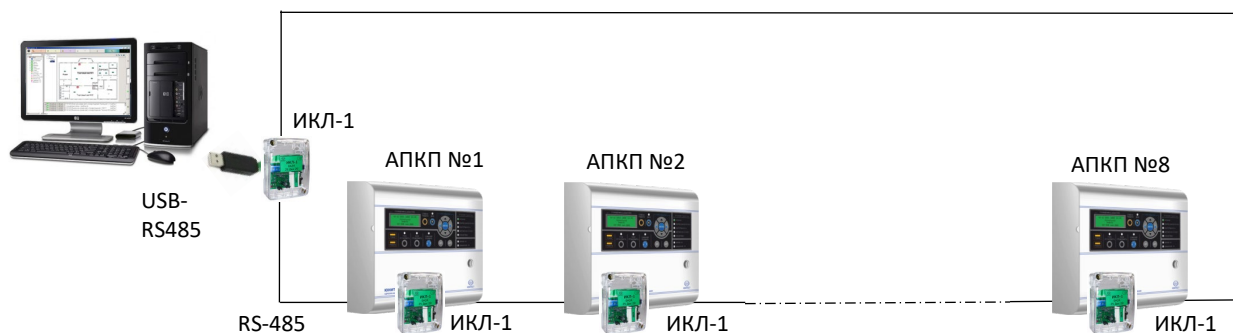 ИКЛ-1
АПКП №1
АПКП №2
АПКП №8
USB-
RS485
RS-485
ИКЛ-1
ИКЛ-1
ИКЛ-1